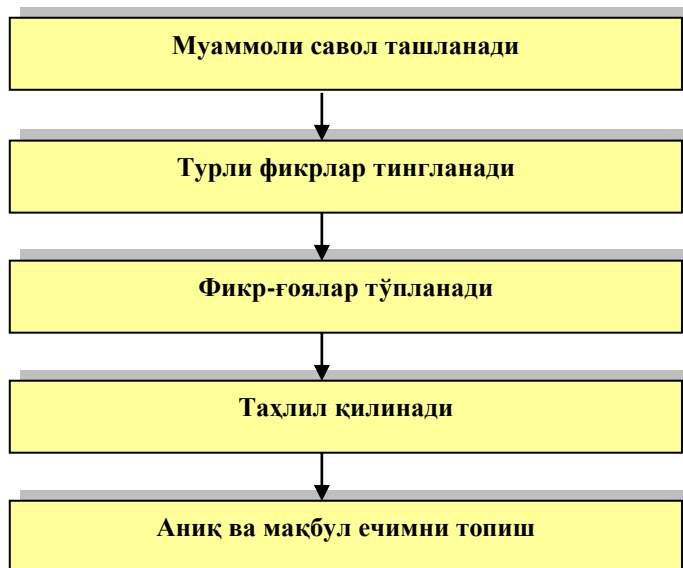 Муаммоли савол ташланади
Турли фикрлар тингланади
Фикр-ғоялар тўпланади
Таҳлил қилинади
Аниқ ва мақбул ечимни топиш